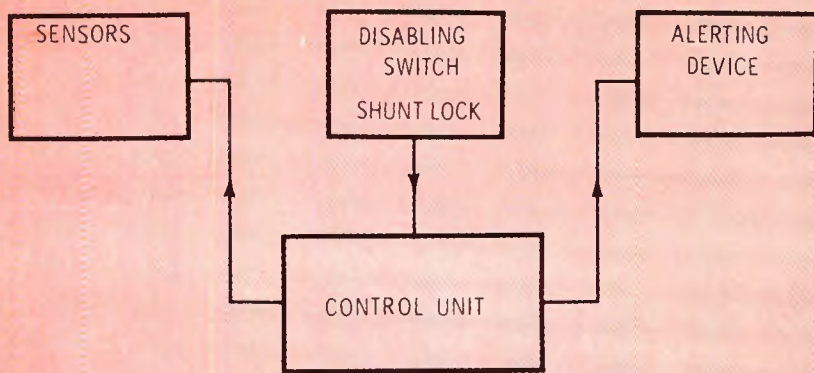 SENSORS
DISABLING
SWITCH
SHUNT LOCK
ALERTING
DEVICE
CONTROL UNIT